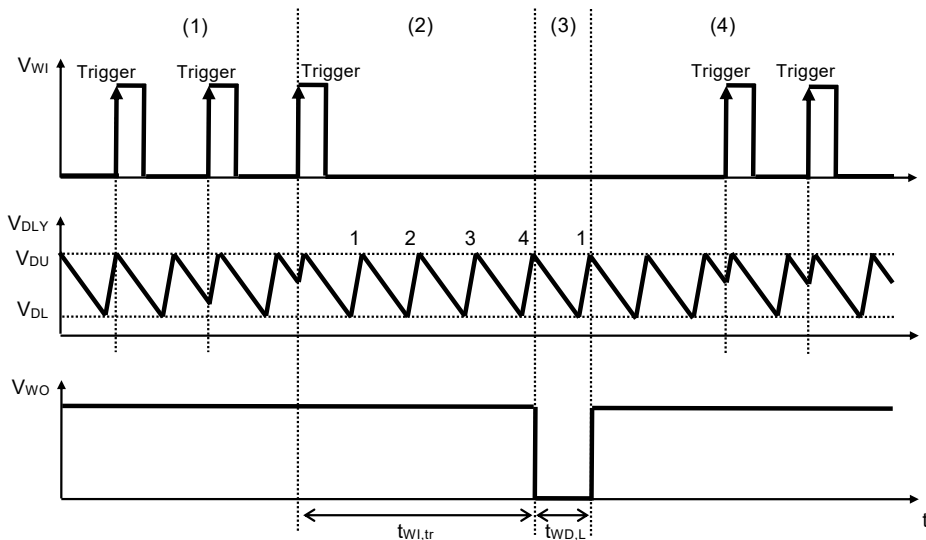 (1) (2) (3) (4)
VWI
Trigger Trigger Trigger Trigger Trigger
VDLY
VDU
1 2 3 4 1
VDL
VWO
t
tWI,tr tWD,L